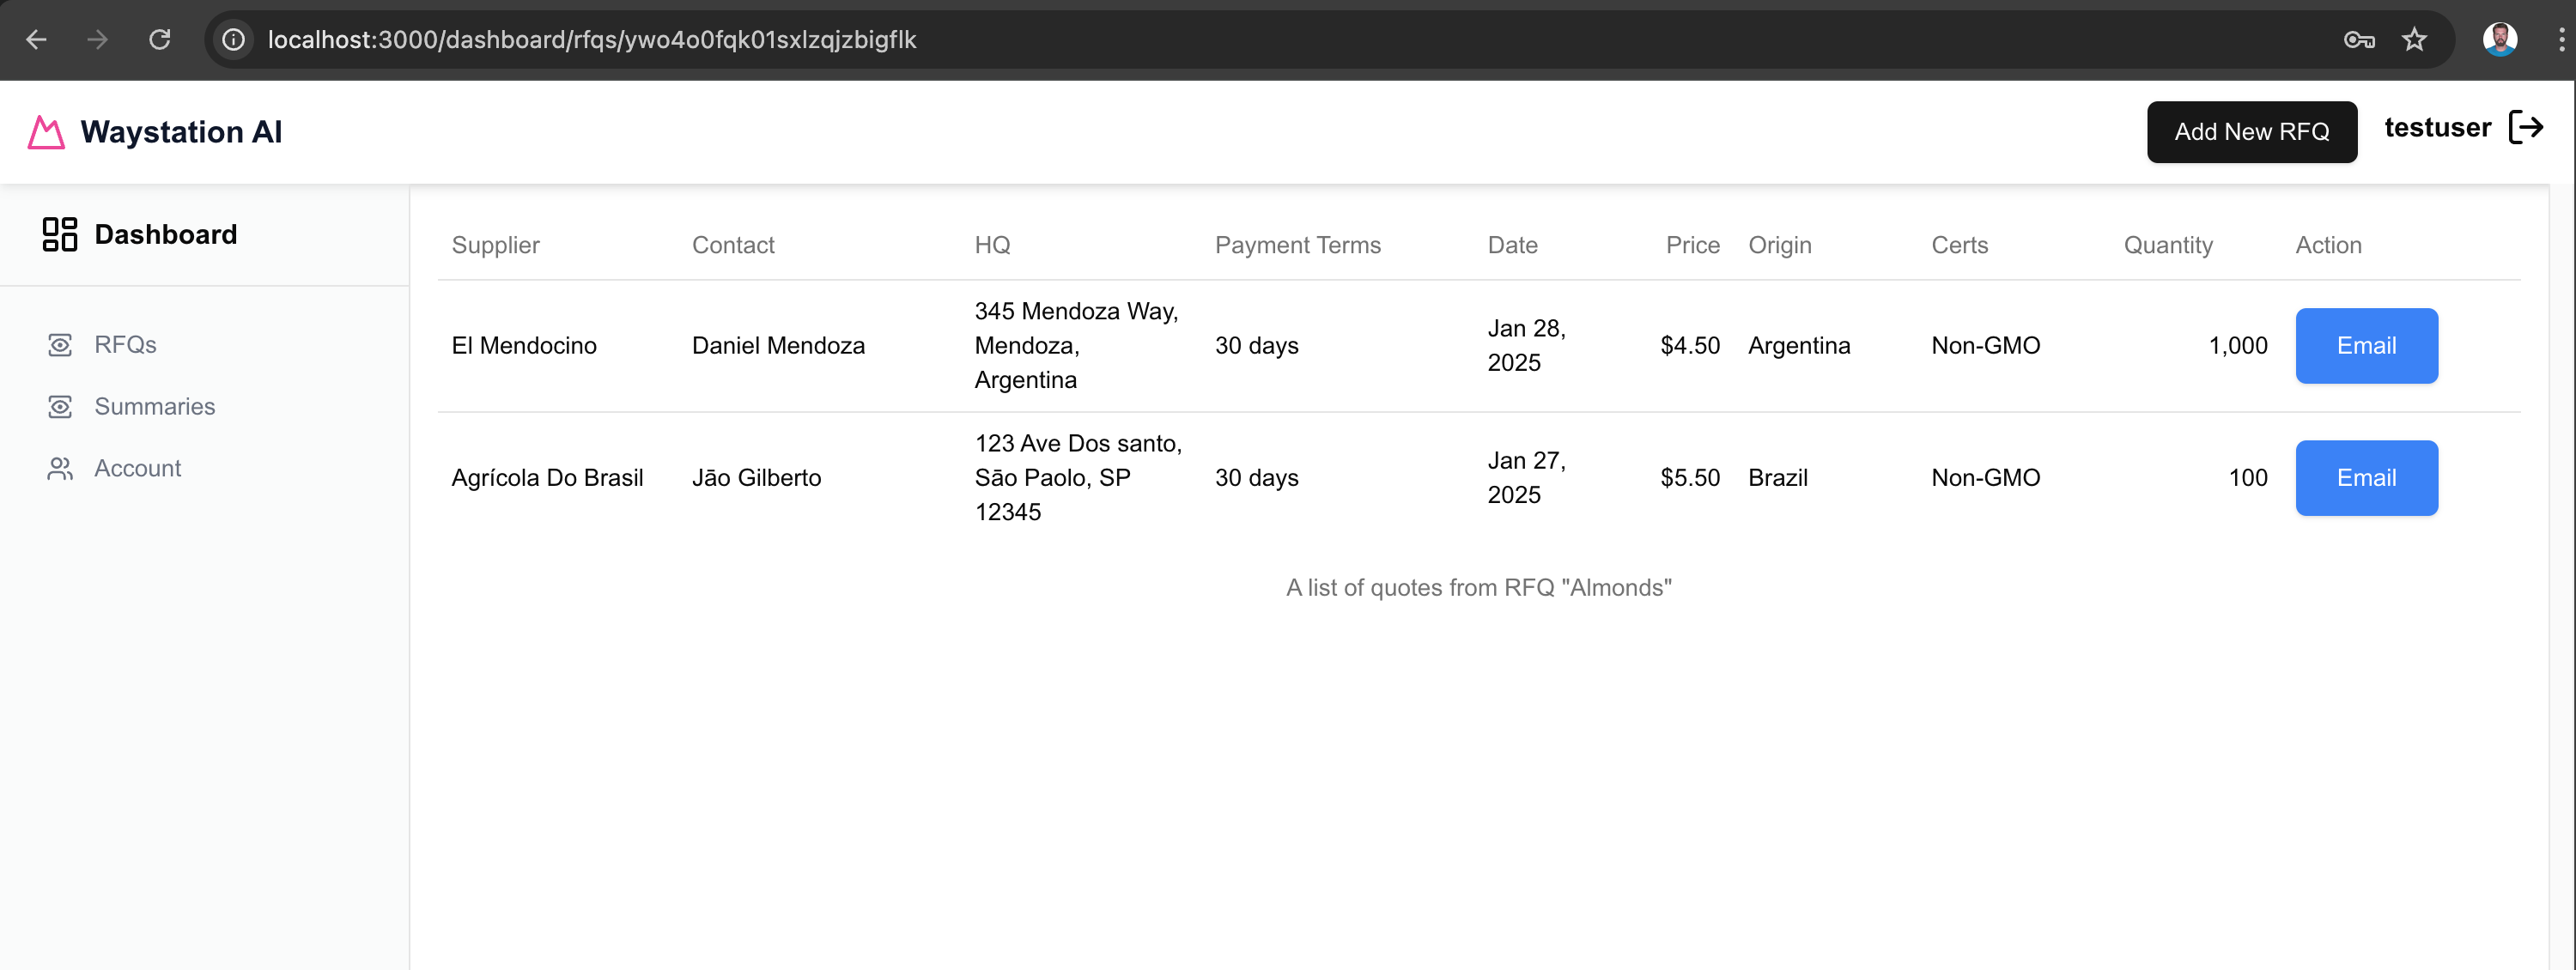 localhost:3000/dashboard/rfqs/ywo4o0fqk01sxlzqjzbigflk
Waystation AI
Add New RFQ
testuser
Dashboard
RFQs
Summaries
Account
Supplier Contact HQ Payment Terms Date Price Origin Certs Quantity Action
El Mendocino Daniel Mendoza 345 Mendoza Way, Mendoza, Argentina 30 days Jan 28, 2025 $4.50 Argentina Non-GMO 1,000 Email
Agrícola Do Brasil Jão Gilberto 123 Ave Dos santo, São Paolo, SP 12345 30 days Jan 27, 2025 $5.50 Brazil Non-GMO 100 Email
A list of quotes from RFQ "Almonds"